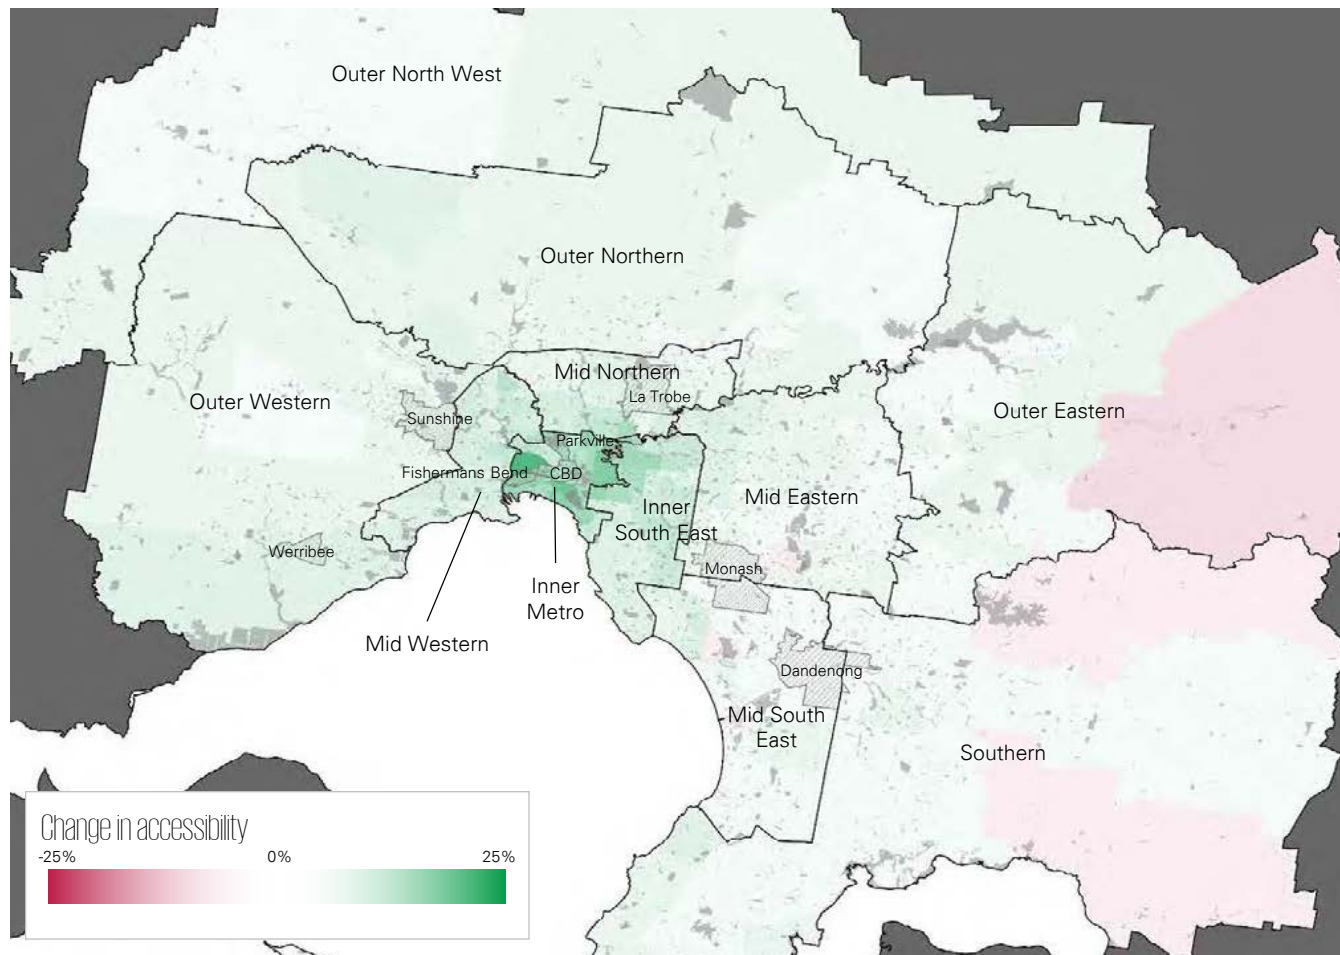 Outer North West
Outer Northern
Mid Northern
La Trobe
Outer Western
Sunshine
Outer Eastern
Parkville
Fishermans Bend
CBD
Mid Eastern
Inner
South East
Werribee
Monash
Inner
Metro
Mid Western
Dandenong
Mid South
East
Southern
Change in accessibility
-25%
0%
25%